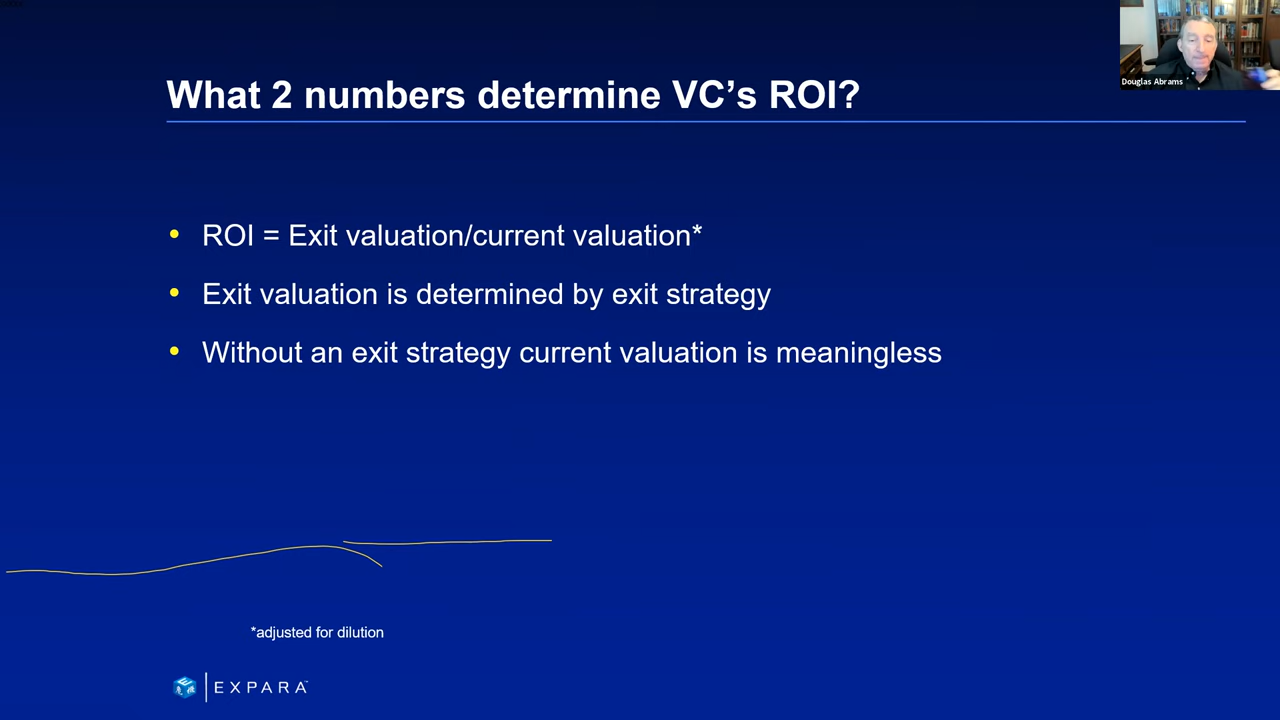 What 2 numbers determine VC’s ROI?
Douglas Abrams
• ROI = Exit valuation/current valuation*
• Exit valuation is determined by exit strategy
• Without an exit strategy current valuation is meaningless
*adjusted for dilution
EXPARA™